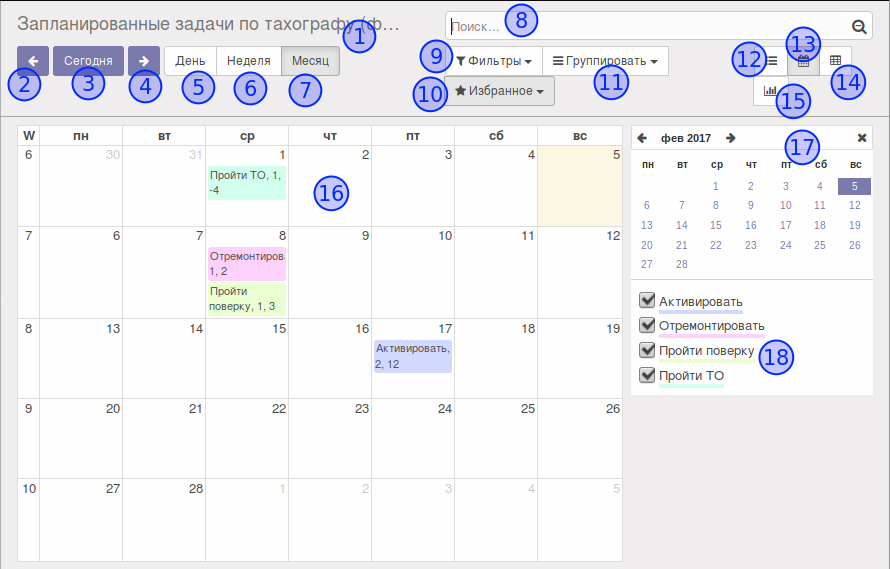 Запланированные задачи по тахографу (ф...
1
Поиск...
8
Сегодня
День
Неделя
Месяц
2
3
4
5
6
7
9
Фильтры
Группировать
10
Избранное
11
12
13
14
15
W пн вт ср чт пт сб вс
6 30 31 1 2 3 4 5
Пройти ТО, 1,
-4
16
7 6 7 8 9 10 11 12
Отремонтирова
1, 2
Пройти
поверку, 1, 3
8 13 14 15 16 17 18 19
Активировать,
2, 12
9 20 21 22 23 24 25 26
10 27 28 1 2 3 4 5
фев 2017
17
пн вт ср чт пт сб вс
1 2 3 4 5
6 7 8 9 10 11 12
13 14 15 16 17 18 19
20 21 22 23 24 25 26
27 28
Активировать
Отремонтировать
Пройти поверку
18
Пройти ТО